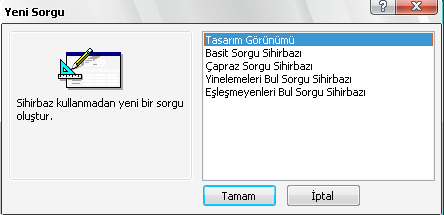 Yeni Sorgu
Sihirbaz kullanmadan yeni bir sorgu
oluştur.
Tasarım Görünümü
Basit Sorgu Sihirbazı
Çapraz Sorgu Sihirbazı
Yinelemeleri Bul Sorgu Sihirbazı
Eşleşmeyenleri Bul Sorgu Sihirbazı
Tamam
İptal